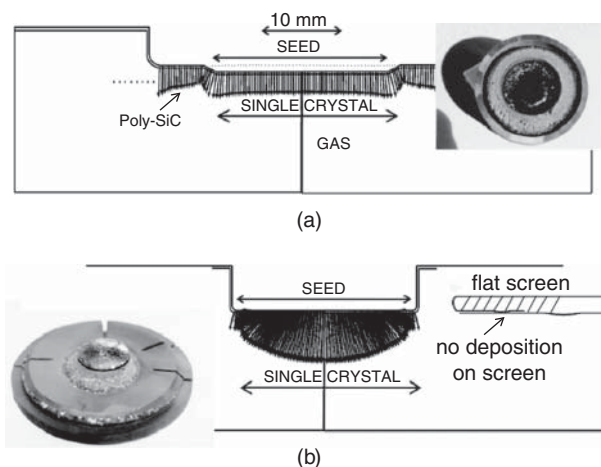 10 mm
SEED
Poly-SiC
SINGLE CRYSTAL
GAS
(a)
SEED
flat screen
no deposition
on screen
SINGLE CRYSTAL
(b)